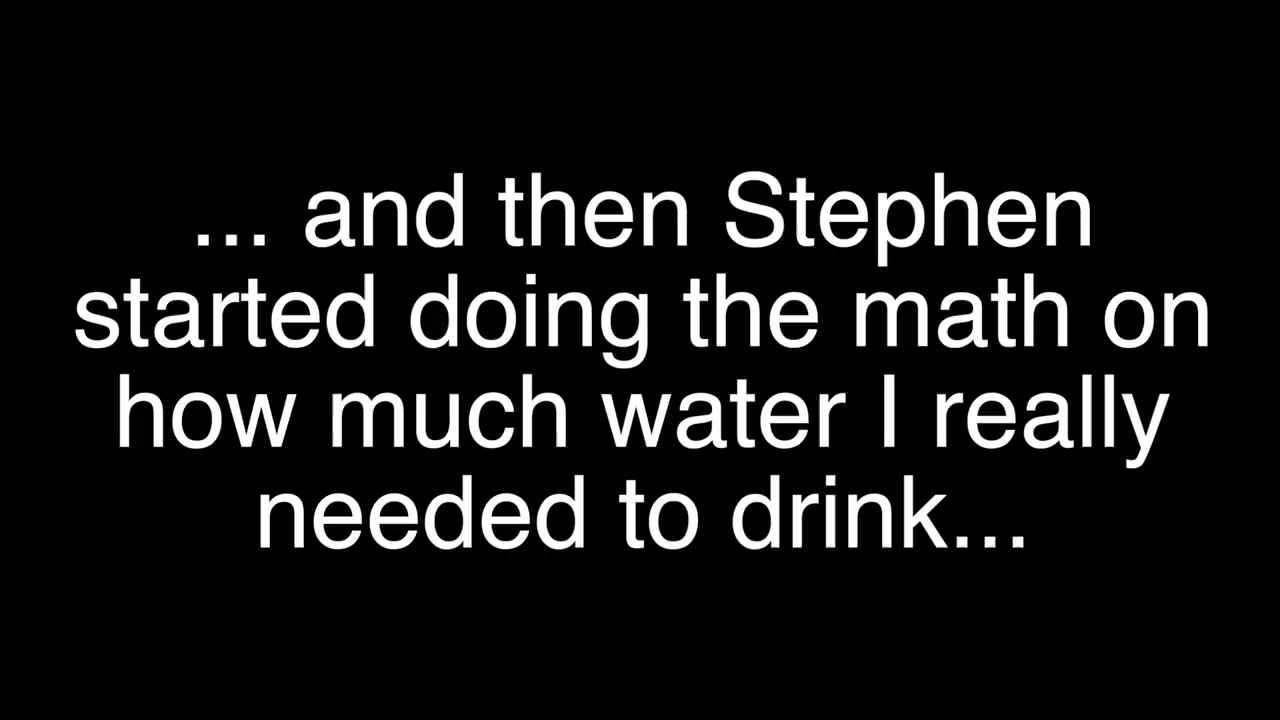 ... and then Stephen
started doing the math on
how much water I really
needed to drink...